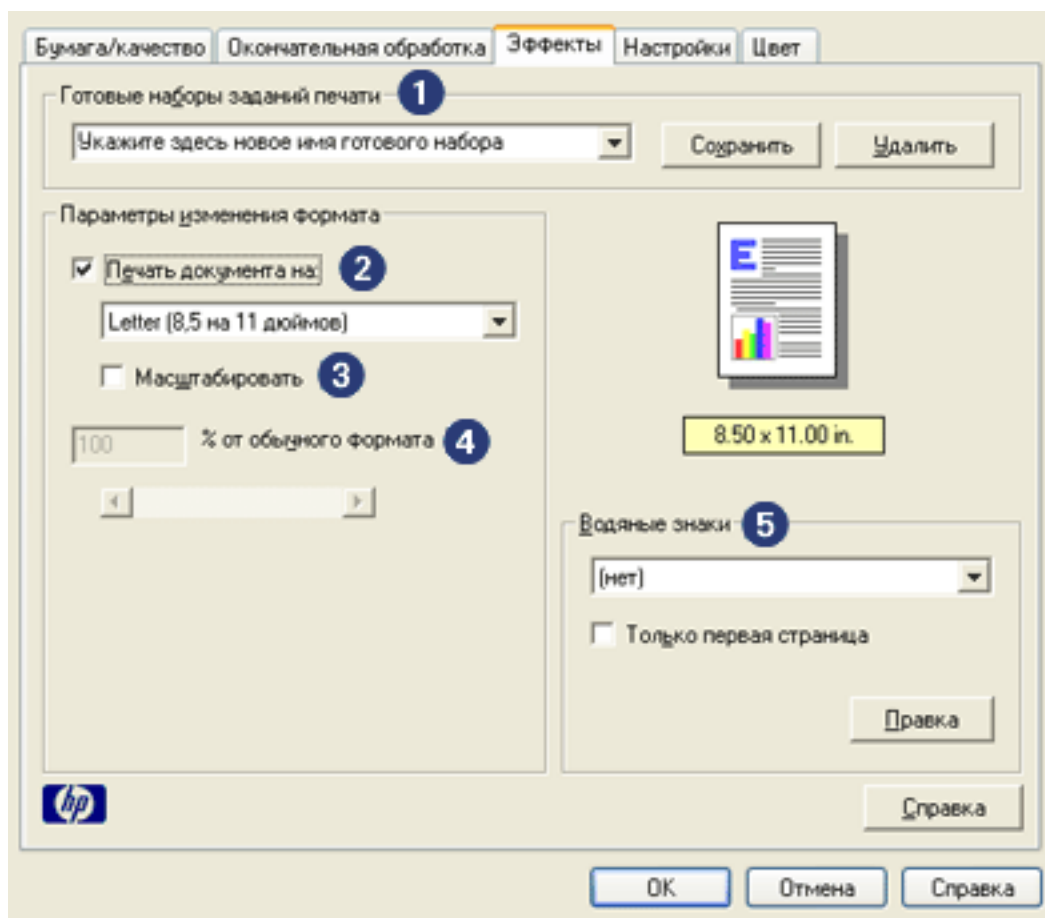 Бумага/качество Окончательная обработка Эффекты Настройки Цвет
Готовые наборы заданий печати 1
Укажите здесь новое имя готового набора Сохранить Удалить
Параметры изменения формата
Печать документа на: 2
Letter (8,5 на 11 дюймов)
Масштабировать 3
100 % от обычного формата 4
E
8.50 x 11.00 in.
Водяные знаки 5
(нет)
Только первая страница
Правка
hp Справка
OK Отмена Справка